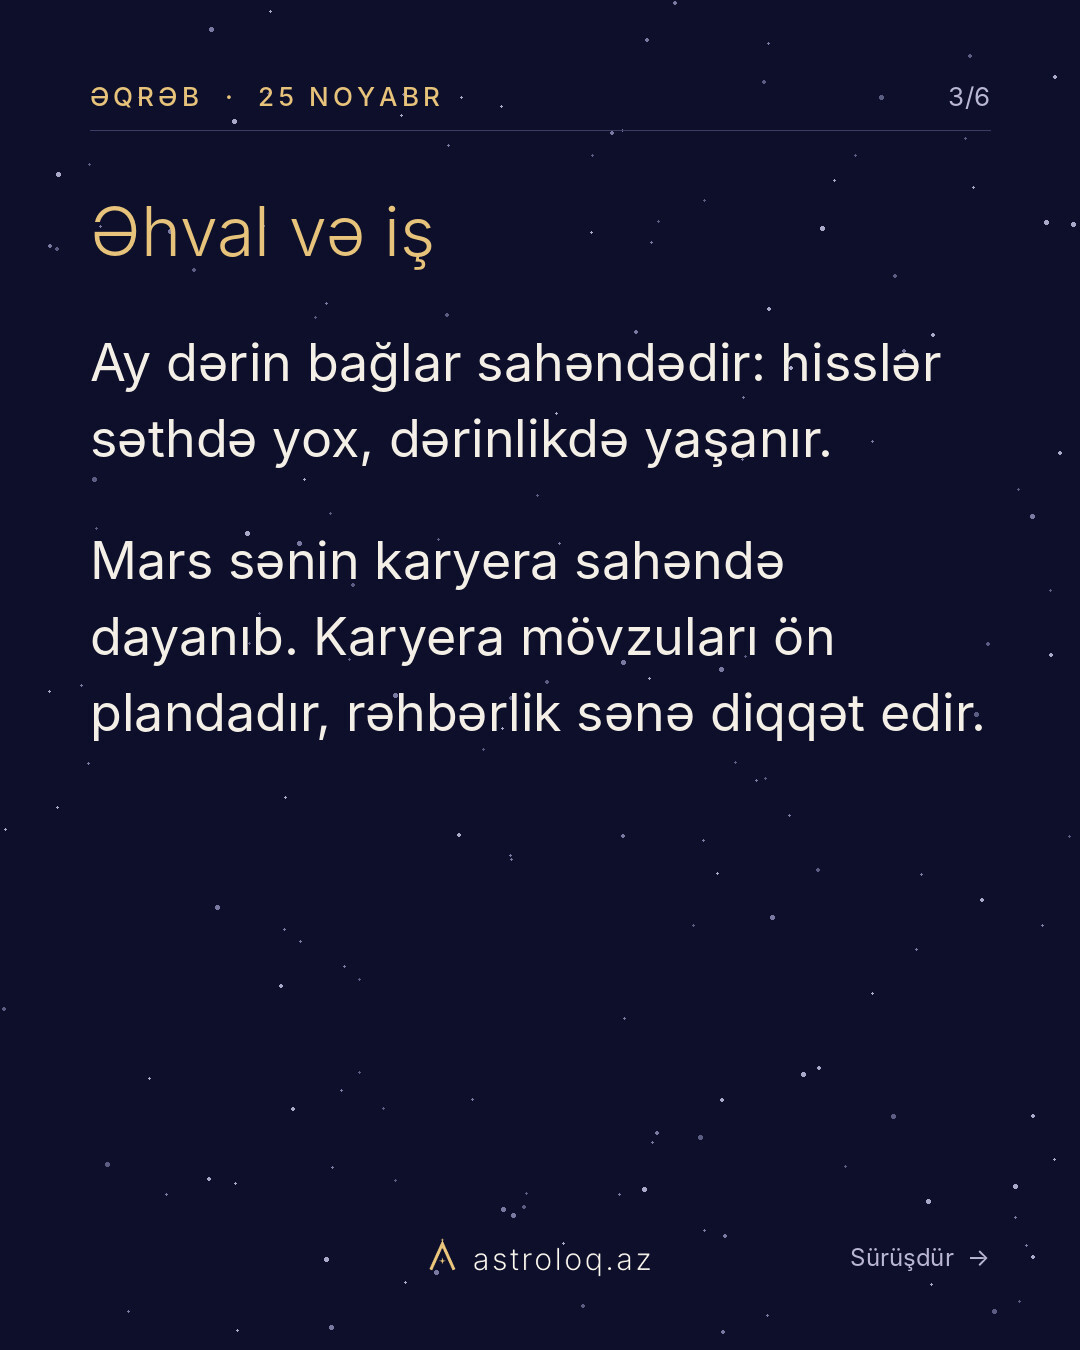 ƏQRƏB · 25 NOYABR
3/6
Əhval və iş
Ay dərin bağlar sahəndədir: hisslər
səthdə yox, dərinlikdə yaşanır.
Mars sənin karyera sahəndə
dayanıb. Karyera mövzuları ön
plandadır, rəhbərlik sənə diqqət edir.
astroloq.az
Sürüşdür →